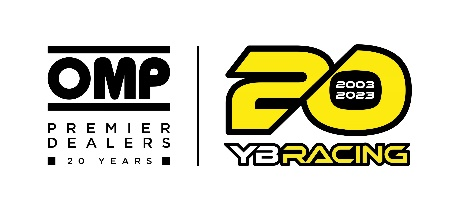 OMP
PREMIER
DEALERS
20 YEARS
20
2003
2023
YBRACING